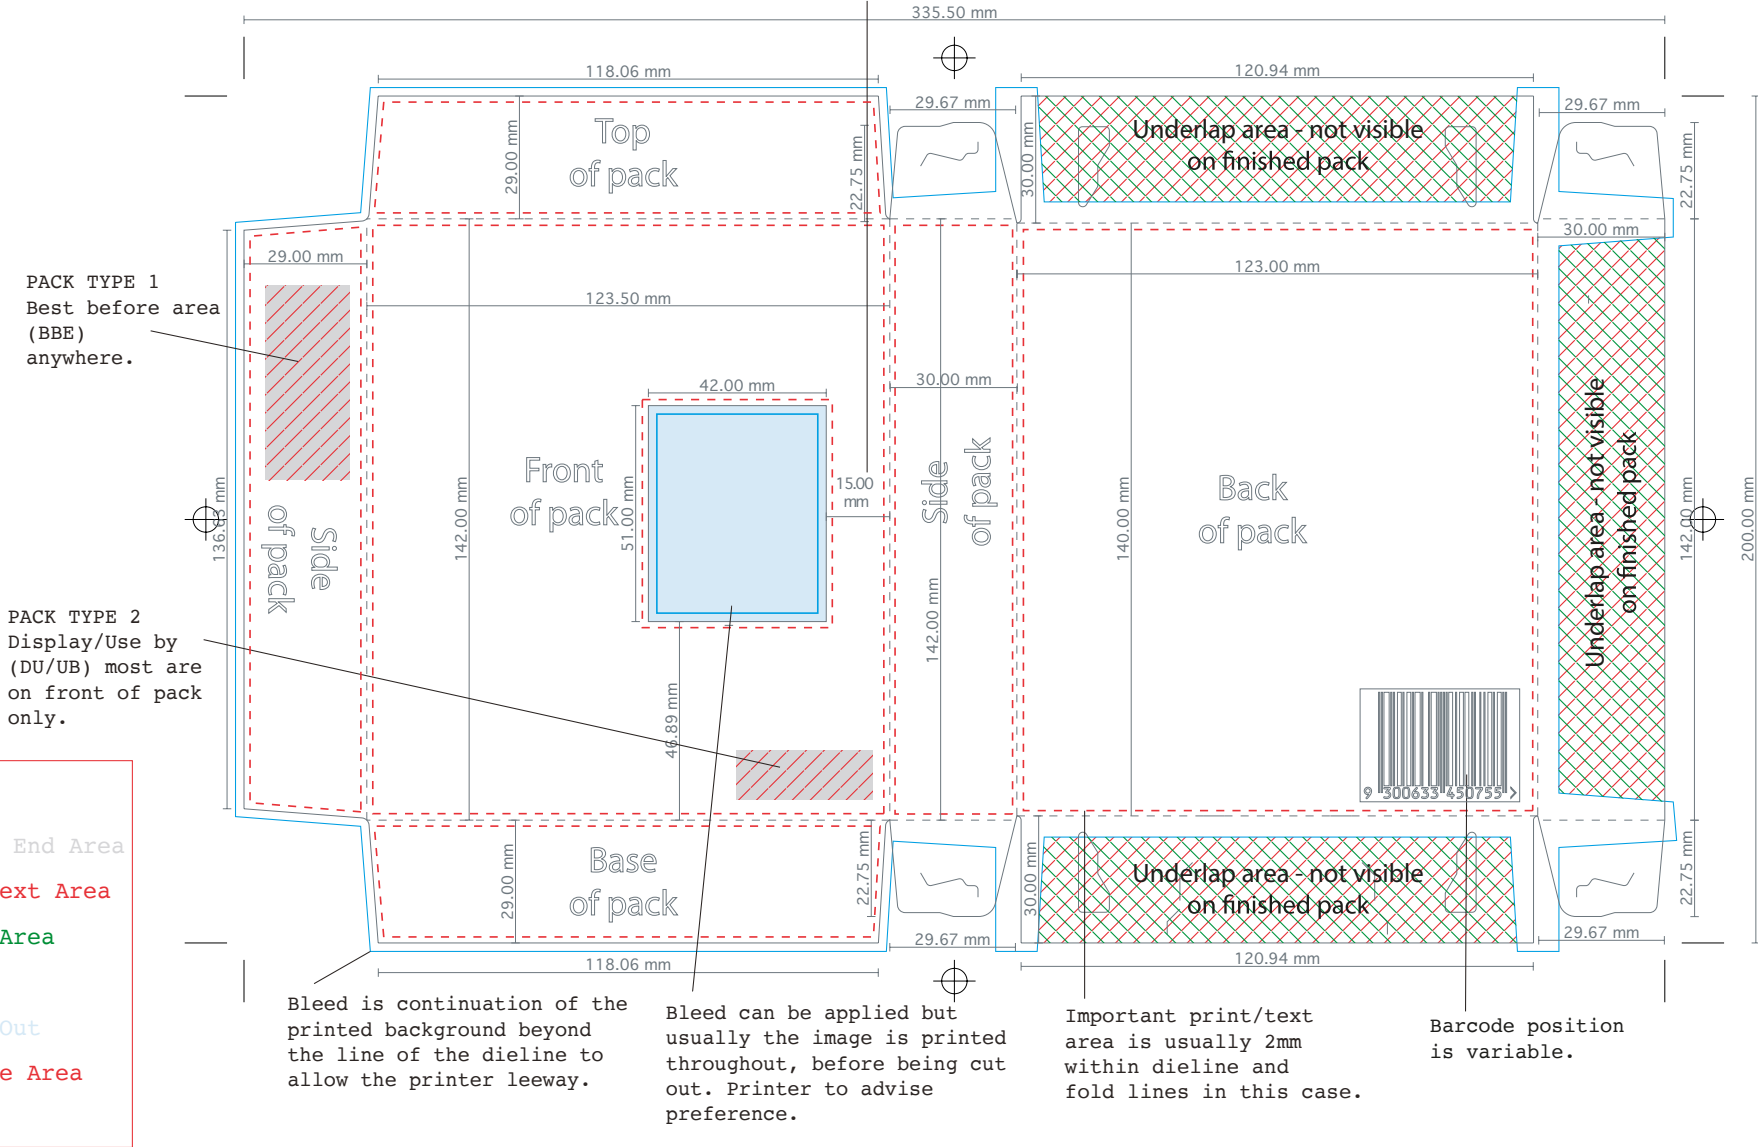 335.50 mm
118.06 mm
120.94 mm
29.67 mm
29.67 mm
Top
of pack
29.00 mm
22.75 mm
30.00 mm
Underlap area - not visible
on finished pack
22.75 mm
29.00 mm
30.00 mm
PACK TYPE 1
Best before area
(BBE)
anywhere.
123.50 mm
123.00 mm
42.00 mm
30.00 mm
Front
of pack
51.00 mm
15.00
mm
Side
of pack
Back
of pack
Underlap area - not visible
on finished pack
136.63 mm
Side
of pack
142.00 mm
142.00 mm
140.00 mm
142.00 mm
200.00 mm
PACK TYPE 2
Display/Use by
(DU/UB) most are
on front of pack
only.
46.89 mm
9 300633 450755 >
End Area
ext Area
Area
Out
e Area
Base
of pack
29.00 mm
22.75 mm
30.00 mm
Underlap area - not visible
on finished pack
22.75 mm
29.67 mm
29.67 mm
118.06 mm
120.94 mm
Bleed is continuation of the
printed background beyond
the line of the dieline to
allow the printer leeway.
Bleed can be applied but
usually the image is printed
throughout, before being cut
out. Printer to advise
preference.
Important print/text
area is usually 2mm
within dieline and
fold lines in this case.
Barcode position
is variable.